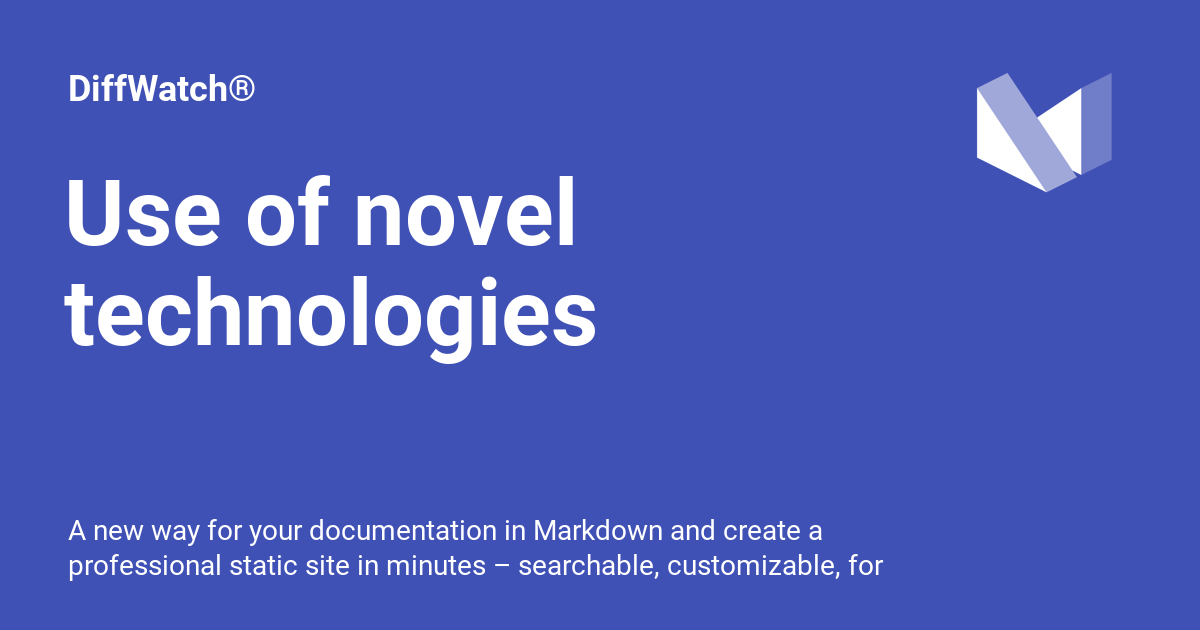 DiffWatch®
Use of novel
technologies
A new way for your documentation in Markdown and create a
professional static site in minutes – searchable, customizable, for